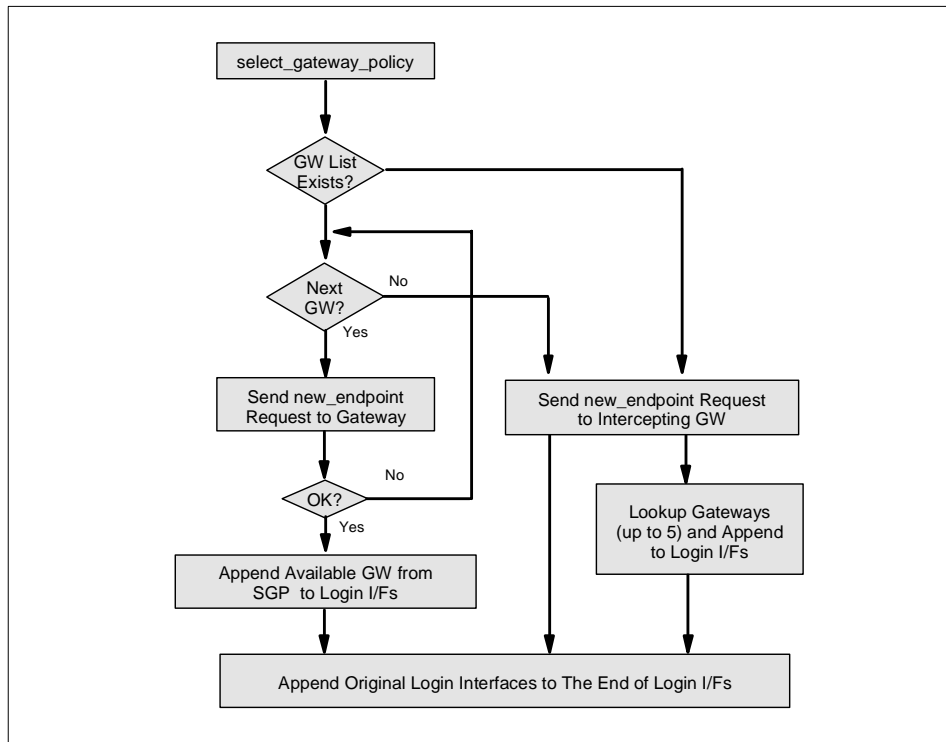 select_gateway_policy
GW List
Exists?
Next
GW?
No
Yes
Send new_endpoint
Request to Gateway
Send new_endpoint Request
to Intercepting GW
No
OK?
Yes
Lookup Gateways
(up to 5) and Append
to Login I/Fs
Append Available GW from
SGP to Login I/Fs
Append Original Login Interfaces to The End of Login I/Fs